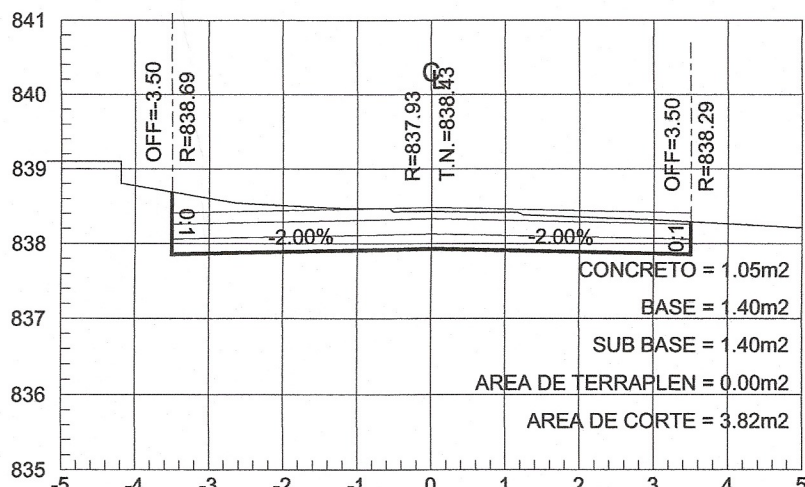 841
840
839
838
837
836
835
OFF=-3.50
R=838.69
CL
R=837.93
T.N.=838.43
OFF=3.50
R=838.29
0:1
-2.00%
-2.00%
0:1
CONCRETO = 1.05m2
BASE = 1.40m2
SUB BASE = 1.40m2
AREA DE TERRAPLEN = 0.00m2
AREA DE CORTE = 3.82m2
-5 -4 -3 -2 -1 0 1 2 3 4 5